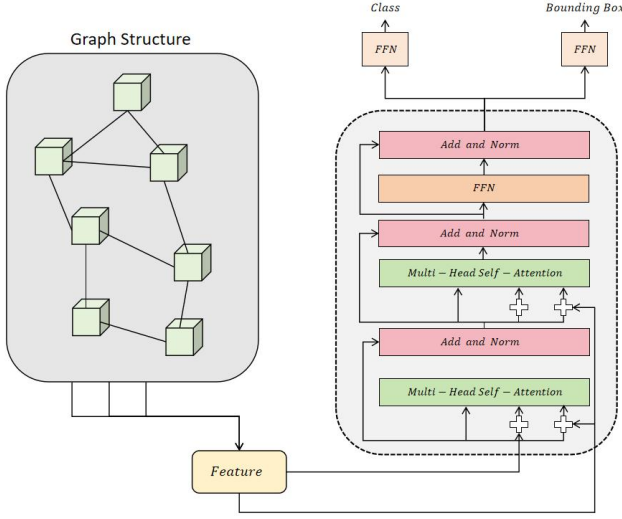 Class
Bounding Box
FFN
FFN
Graph Structure
Add and Norm
FFN
Add and Norm
Multi − Head Self − Attention
Add and Norm
Multi − Head Self − Attention
Feature